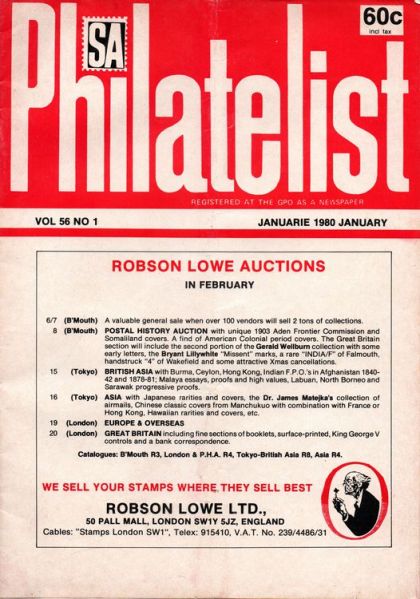 60c
incl tax
SA
Philatelist
REGISTERED AT THE GPO AS A NEWSPAPER
VOL 56 NO 1 JANUARIE 1980 JANUARY
ROBSON LOWE AUCTIONS
IN FEBRUARY
6/7 (B'Mouth) A valuable general sale when over 100 vendors will sell 2 tons of collections.
8 (B'Mouth) POSTAL HISTORY AUCTION with unique 1903 Aden Frontier Commission and
Somaliland covers. A find of American Colonial period covers. The Great Britain
section will include the second portion of the Gerald Wellburn collection with some
early letters, the Bryant Lillywhite "Missent" marks, a rare "INDIA/F" of Falmouth,
handstruck "4" of Wakefield and some attractive Xmas cancellations.
15 (Tokyo) BRITISH ASIA with Burma, Ceylon, Hong Kong, Indian F.P.O.'s in Afghanistan 1840-
42 and 1878-81; Malaya essays, proofs and high values, Labuan, North Borneo and
Sarawak progressive proofs.
16 (Tokyo) ASIA with Japanese rarities and covers, the Dr. James Matejka's collection of
airmails, Chinese classic covers from Manchukuo with combination with France or
Hong Kong, Hawaiian rarities and covers, etc.
19 (London) EUROPE & OVERSEAS
20 (London) GREAT BRITAIN including fine sections of booklets, surface-printed, King George V
controls and a bank correspondence.
Catalogues: B'Mouth R3, London & P.H.A. R4, Tokyo-British Asia R8, Asia R4.
WE SELL YOUR STAMPS WHERE THEY SELL BEST
ROBSON LOWE LTD.,
50 PALL MALL, LONDON SW1Y 5JZ, ENGLAND
Cables: "Stamps London SW1", Telex: 915410, V.A.T. No. 239/4486/31